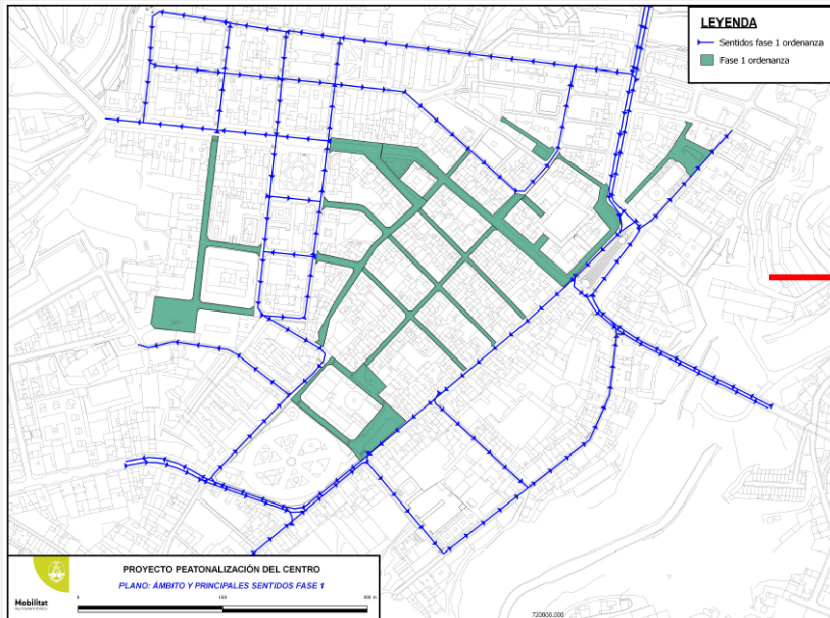 LEYENDA
Sentidos fase 1 ordenanza
Fase 1 ordenanza
PROYECTO PEATONALIZACIÓN DEL CENTRO
PLANO: ÁMBITO Y PRINCIPALES SENTIDOS FASE 1
Mobilitat
0 150 300 m
720000.000